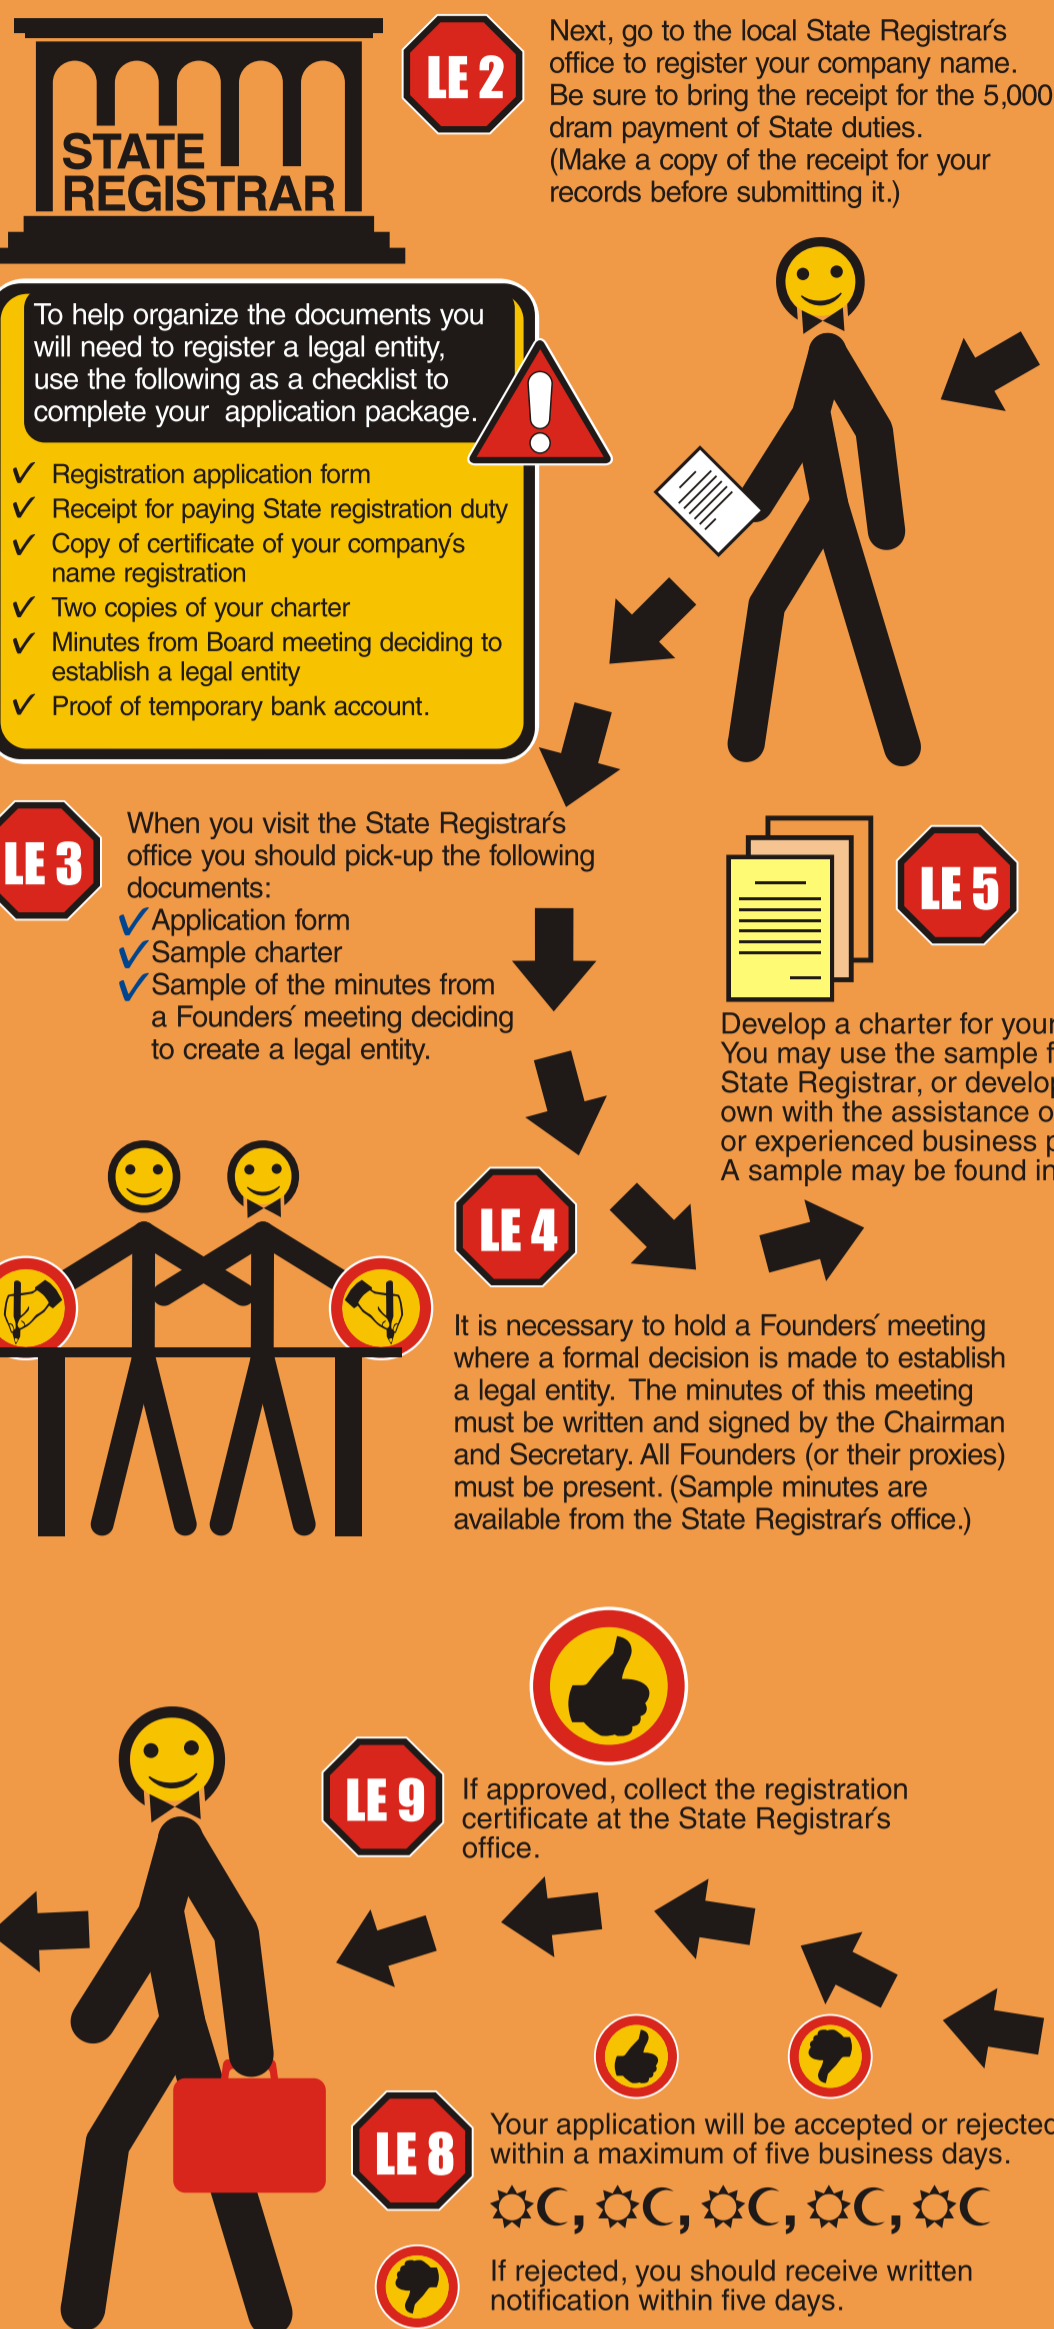 STATE
REGISTRAR
LE 2
Next, go to the local State Registrar´s
office to register your company name.
Be sure to bring the receipt for the 5,000
dram payment of State duties.
(Make a copy of the receipt for your
records before submitting it.)
To help organize the documents you
will need to register a legal entity,
use the following as a checklist to
complete your application package.
✓ Registration application form
✓ Receipt for paying State registration duty
✓ Copy of certificate of your company´s
name registration
✓ Two copies of your charter
✓ Minutes from Board meeting deciding to
establish a legal entity
✓ Proof of temporary bank account.
LE 3
When you visit the State Registrar´s
office you should pick-up the following
documents:
✓ Application form
✓ Sample charter
✓ Sample of the minutes from
a Founders´ meeting deciding
to create a legal entity.
LE 5
Develop a charter for your
You may use the sample f
State Registrar, or develop
own with the assistance o
or experienced business p
A sample may be found in
LE 4
It is necessary to hold a Founders´ meeting
where a formal decision is made to establish
a legal entity. The minutes of this meeting
must be written and signed by the Chairman
and Secretary. All Founders (or their proxies)
must be present. (Sample minutes are
available from the State Registrar´s office.)
LE 9
If approved, collect the registration
certificate at the State Registrar´s
office.
LE 8
Your application will be accepted or rejected
within a maximum of five business days.
If rejected, you should receive written
notification within five days.